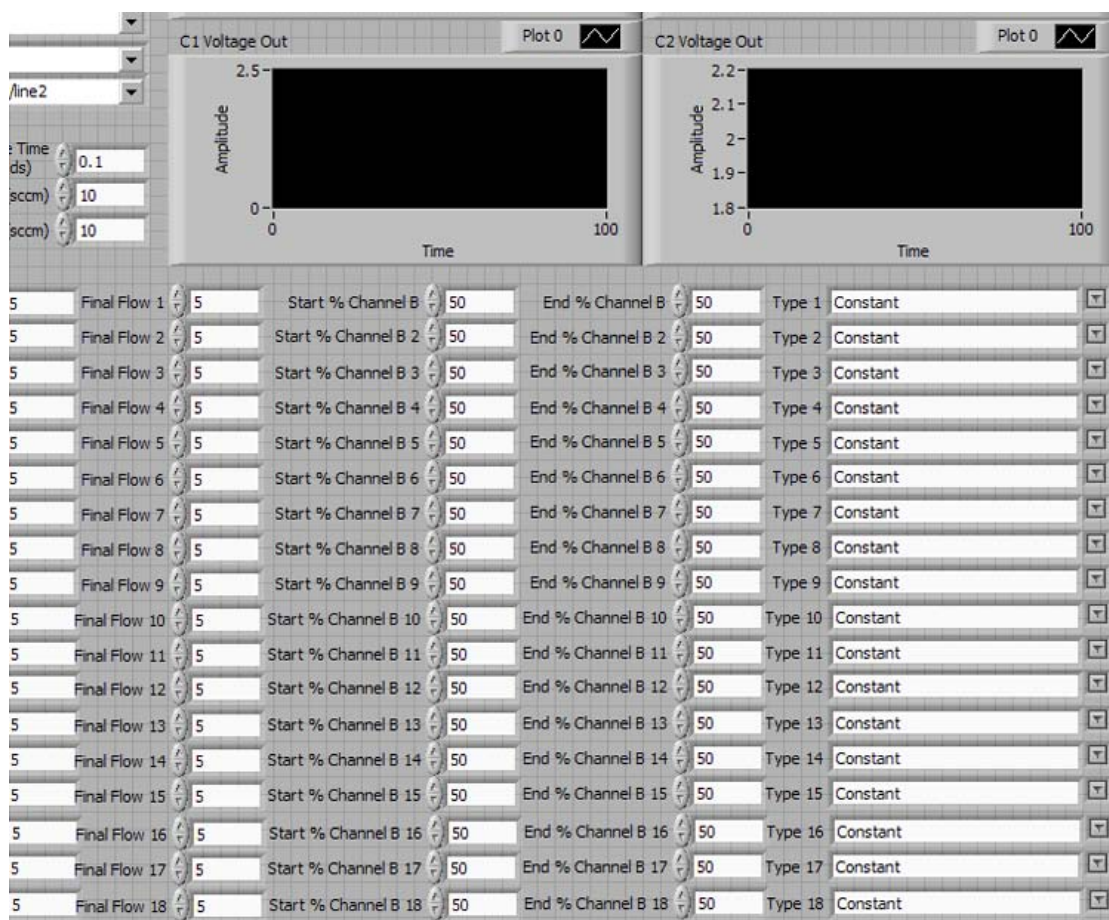 C1 Voltage Out Plot 0 C2 Voltage Out Plot 0
/line2
2.5 2.2
2.1
Amplitude Amplitude
2
1.9
0 1.8
0 100 0 100
Time Time
Time
ds) 0.1
sccm) 10
sccm) 10
5 Final Flow 1 5 Start % Channel B 50 End % Channel B 50 Type 1 Constant
5 Final Flow 2 5 Start % Channel B 2 50 End % Channel B 2 50 Type 2 Constant
5 Final Flow 3 5 Start % Channel B 3 50 End % Channel B 3 50 Type 3 Constant
5 Final Flow 4 5 Start % Channel B 4 50 End % Channel B 4 50 Type 4 Constant
5 Final Flow 5 5 Start % Channel B 5 50 End % Channel B 5 50 Type 5 Constant
5 Final Flow 6 5 Start % Channel B 6 50 End % Channel B 6 50 Type 6 Constant
5 Final Flow 7 5 Start % Channel B 7 50 End % Channel B 7 50 Type 7 Constant
5 Final Flow 8 5 Start % Channel B 8 50 End % Channel B 8 50 Type 8 Constant
5 Final Flow 9 5 Start % Channel B 9 50 End % Channel B 9 50 Type 9 Constant
5 Final Flow 10 5 Start % Channel B 10 50 End % Channel B 10 50 Type 10 Constant
5 Final Flow 11 5 Start % Channel B 11 50 End % Channel B 11 50 Type 11 Constant
5 Final Flow 12 5 Start % Channel B 12 50 End % Channel B 12 50 Type 12 Constant
5 Final Flow 13 5 Start % Channel B 13 50 End % Channel B 13 50 Type 13 Constant
5 Final Flow 14 5 Start % Channel B 14 50 End % Channel B 14 50 Type 14 Constant
5 Final Flow 15 5 Start % Channel B 15 50 End % Channel B 15 50 Type 15 Constant
5 Final Flow 16 5 Start % Channel B 16 50 End % Channel B 16 50 Type 16 Constant
5 Final Flow 17 5 Start % Channel B 17 50 End % Channel B 17 50 Type 17 Constant
5 Final Flow 18 5 Start % Channel B 18 50 End % Channel B 18 50 Type 18 Constant